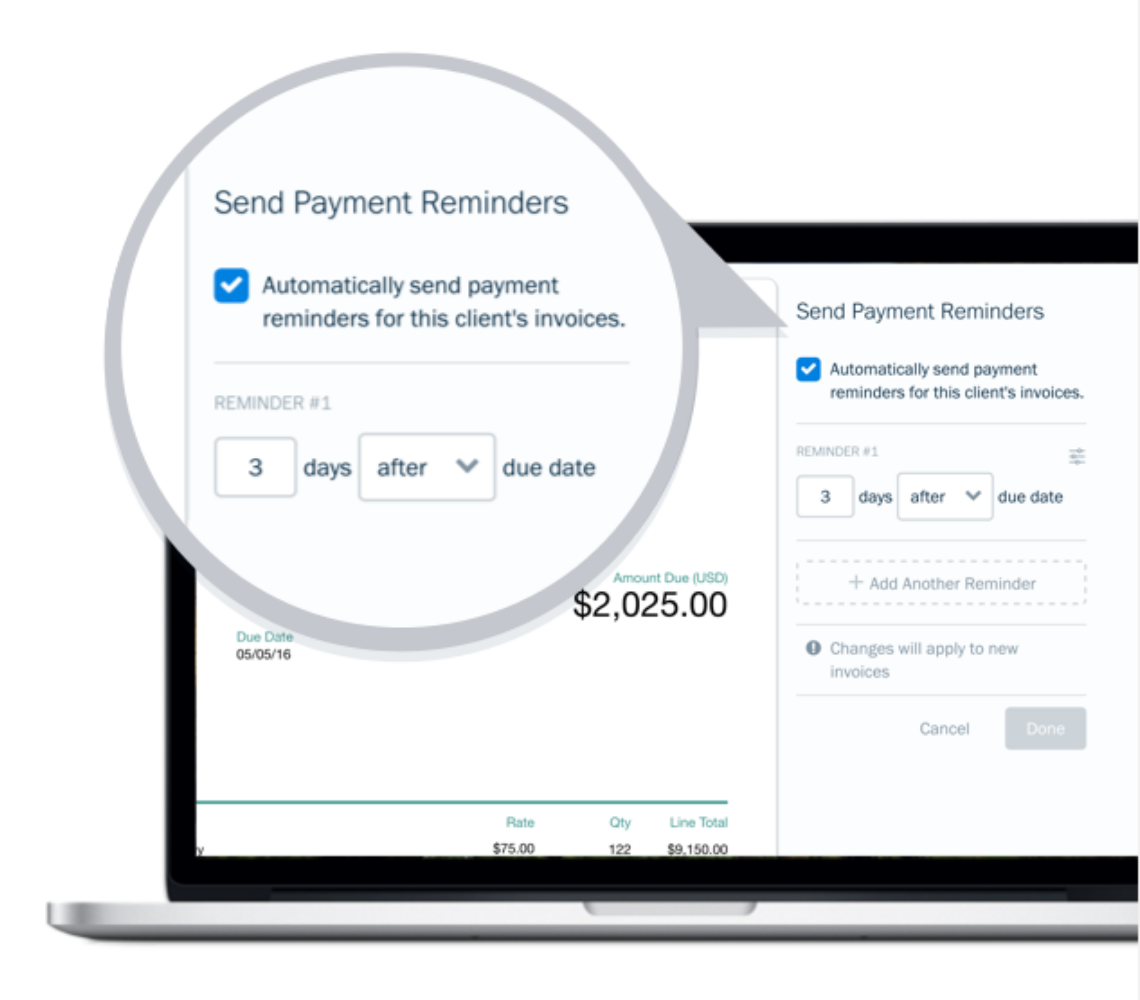 Send Payment Reminders
Automatically send payment
reminders for this client's invoices.
REMINDER #1
3 days after due date
Send Payment Reminders
Automatically send payment
reminders for this client's invoices.
REMINDER #1
3 days after due date
+ Add Another Reminder
Changes will apply to new
invoices
Cancel Done
Amount Due (USD)
$2,025.00
Due Date
05/05/16
Rate Qty Line Total
y $75.00 122 $9,150.00